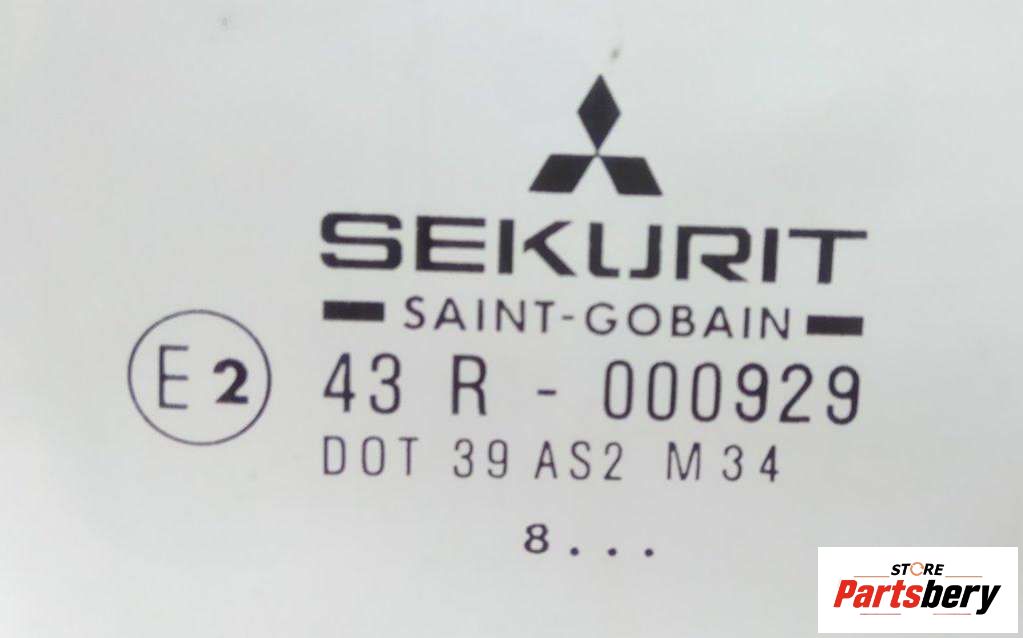 SEKURIT
SAINT-GOBAIN
E2
43 R - 000929
DOT 39 AS2 M34
8...
STORE
Partsbery